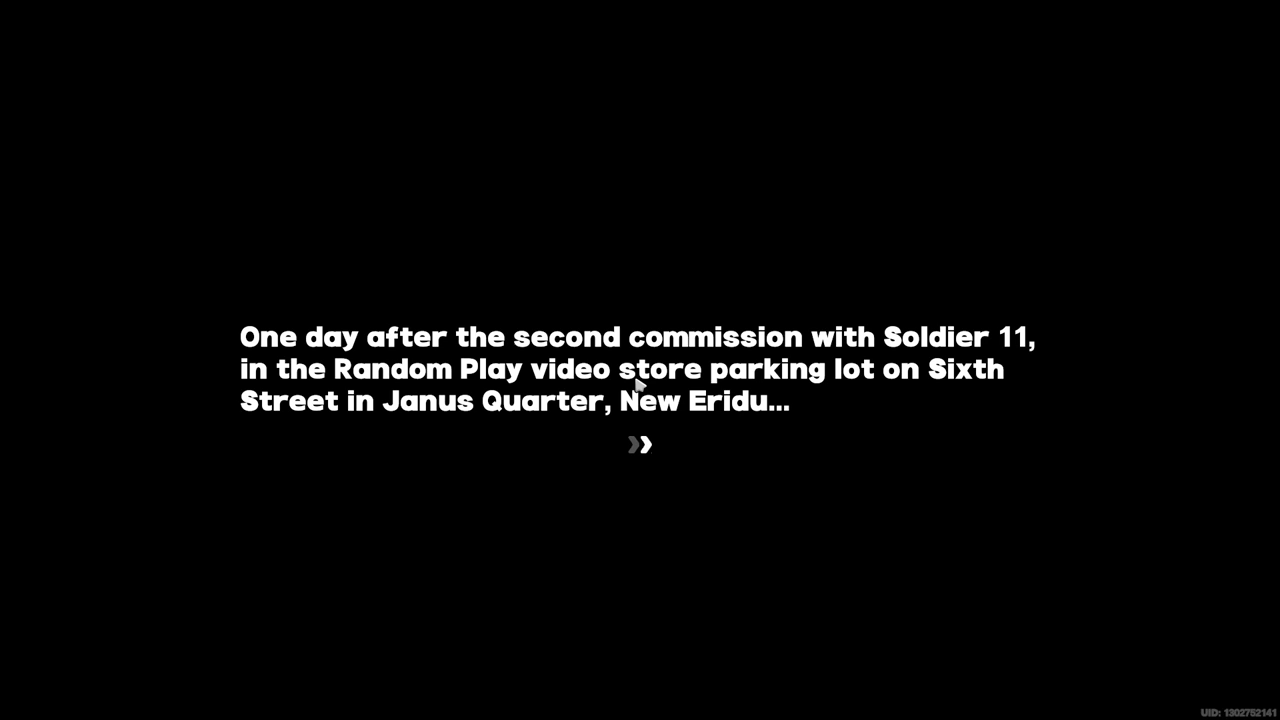 One day after the second commission with Soldier 11,
in the Random Play video store parking lot on Sixth
Street in Janus Quarter, New Eridu...
UID: 1302752141